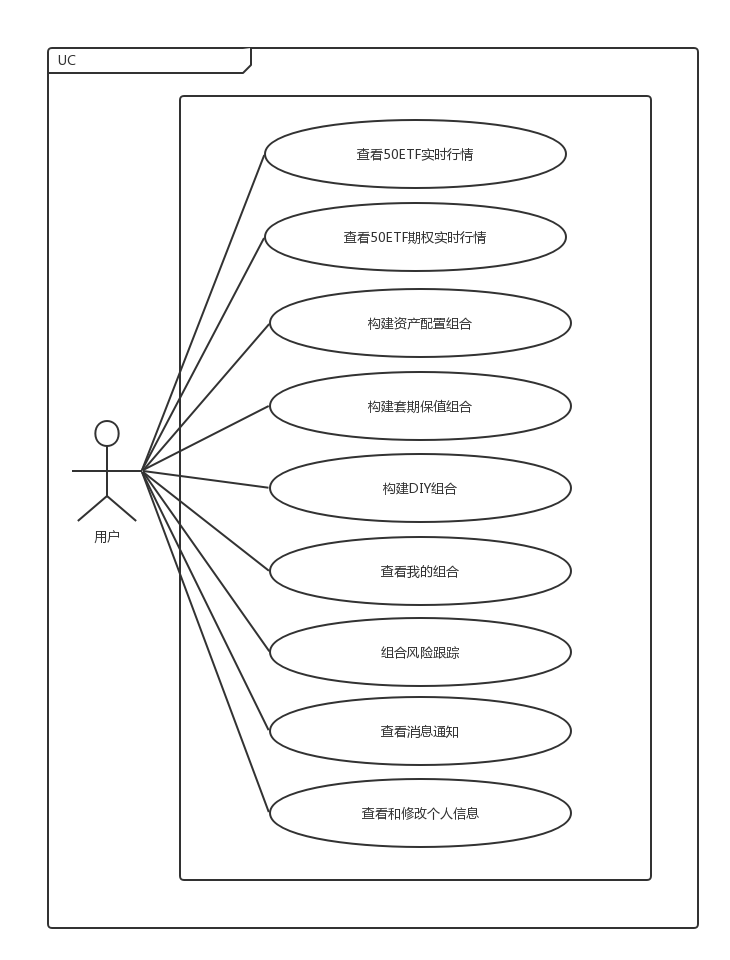 UC
查看50ETF实时行情
查看50ETF期权实时行情
构建资产配置组合
构建套期保值组合
构建DIY组合
用户
查看我的组合
组合风险跟踪
查看消息通知
查看和修改个人信息